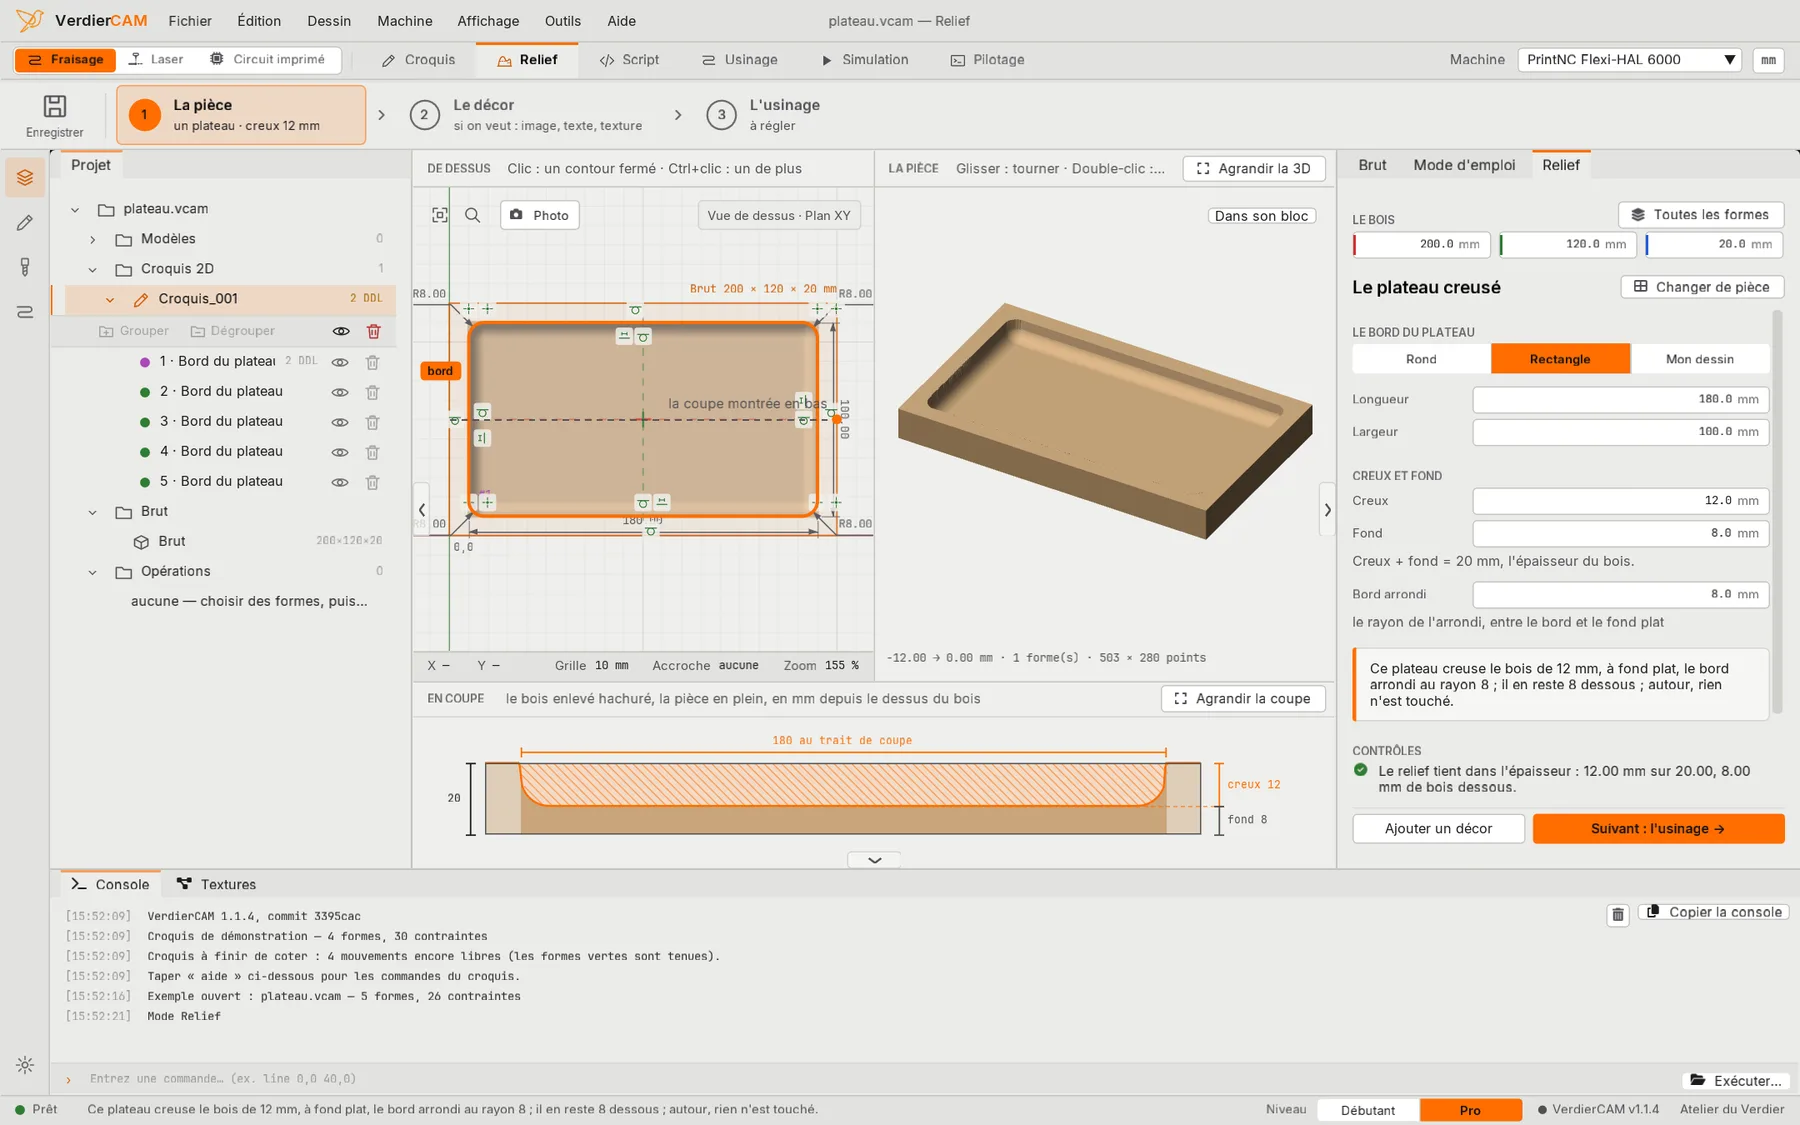 VerdierCAM Fichier Édition Dessin Machine Affichage Outils Aide plateau.vcam — Relief
Fraisage Laser Circuit imprimé Croquis Relief Script Usinage Simulation Pilotage Machine PrintNC Flexi-HAL 6000 mm
Enregistrer
1 La pièce
un plateau · creux 12 mm
2 Le décor
si on veut : image, texte, texture
3 L'usinage
à régler
Projet
plateau.vcam
Modèles 0
Croquis 2D 1
Croquis_001 2 DDL
Grouper Dégrouper
1 · Bord du plateau 2 DDL
2 · Bord du plateau
3 · Bord du plateau
4 · Bord du plateau
5 · Bord du plateau
Brut
Brut 200×120×20
Opérations 0
aucune — choisir des formes, puis...
DE DESSUS Clic : un contour fermé · Ctrl+clic : un de plus
Photo Vue de dessus · Plan XY
Brut 200 × 120 × 20 mm
R8.00 R8.00
bord
la coupe montrée en bas
R8.00
0,0
X – Y – Grille 10 mm Accroche aucune Zoom 155 %
LA PIÈCE Glisser : tourner · Double-clic :... Agrandir la 3D
Dans son bloc
-12.00 → 0.00 mm · 1 forme(s) · 503 × 280 points
EN COUPE le bois enlevé hachuré, la pièce en plein, en mm depuis le dessus du bois Agrandir la coupe
180 au trait de coupe
20
creux 12
fond 8
Brut Mode d'emploi Relief
LE BOIS Toutes les formes
200.0 mm 120.0 mm 20.0 mm
Le plateau creusé Changer de pièce
LE BORD DU PLATEAU
Rond Rectangle Mon dessin
Longueur 180.0 mm
Largeur 100.0 mm
CREUX ET FOND
Creux 12.0 mm
Fond 8.0 mm
Creux + fond = 20 mm, l'épaisseur du bois.
Bord arrondi 8.0 mm
le rayon de l'arrondi, entre le bord et le fond plat
Ce plateau creuse le bois de 12 mm, à fond plat, le bord
arrondi au rayon 8 ; il en reste 8 dessous ; autour, rien
n'est touché.
CONTRÔLES
Le relief tient dans l'épaisseur : 12.00 mm sur 20.00, 8.00
mm de bois dessous.
Ajouter un décor Suivant : l'usinage →
Console Textures
Copier la console
[15:52:09] VerdierCAM 1.1.4, commit 3395cac
[15:52:09] Croquis de démonstration — 4 formes, 30 contraintes
[15:52:09] Croquis à finir de coter : 4 mouvements encore libres (les formes vertes sont tenues).
[15:52:09] Taper « aide » ci-dessous pour les commandes du croquis.
[15:52:16] Exemple ouvert : plateau.vcam — 5 formes, 26 contraintes
[15:52:21] Mode Relief
› Entrez une commande… (ex. line 0,0 40,0) Exécuter...
Prêt Ce plateau creuse le bois de 12 mm, à fond plat, le bord arrondi au rayon 8 ; il en reste 8 dessous ; autour, rien n'est touché. Niveau Débutant Pro VerdierCAM v1.1.4 Atelier du Verdier